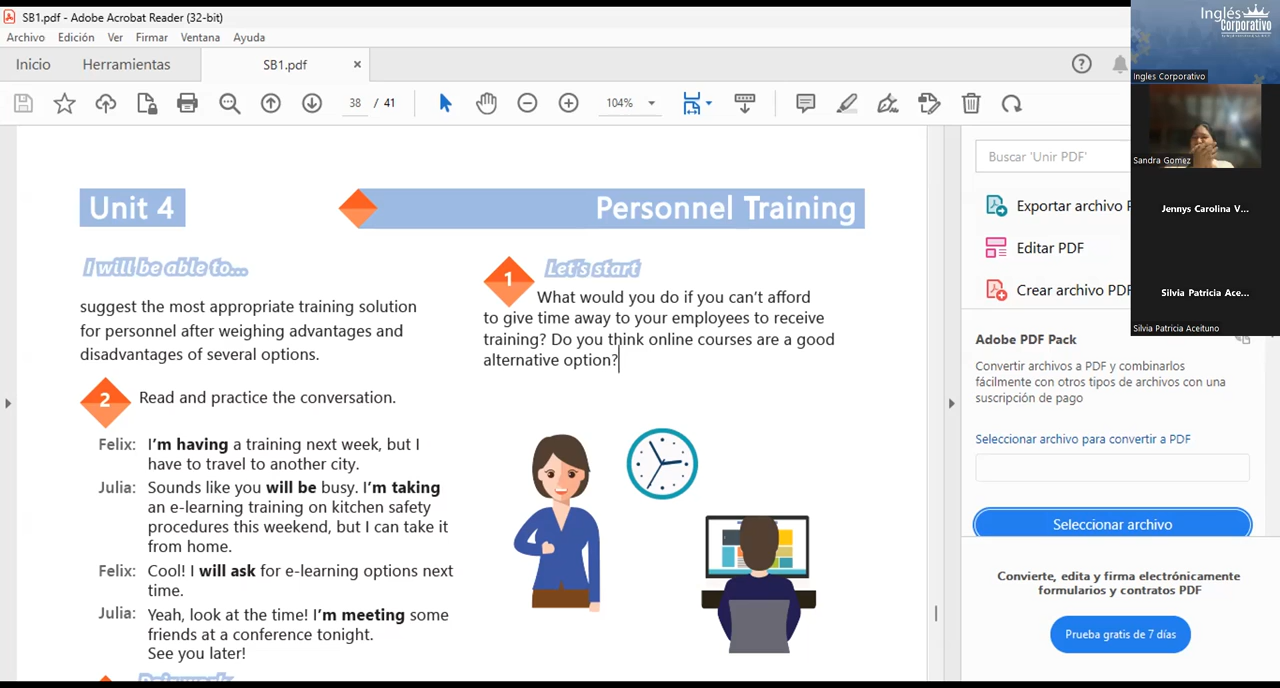 SB1.pdf - Adobe Acrobat Reader (32-bit)
Archivo Edición Ver Firmar Ventana Ayuda
Inicio Herramientas SB1.pdf ×
38 / 41 104%
Unit 4
Personnel Training
I will be able to...
suggest the most appropriate training solution
for personnel after weighing advantages and
disadvantages of several options.
1 Let's start
What would you do if you can't afford
to give time away to your employees to receive
training? Do you think online courses are a good
alternative option?
2 Read and practice the conversation.
Felix: I'm having a training next week, but I
have to travel to another city.
Julia: Sounds like you will be busy. I'm taking
an e-learning training on kitchen safety
procedures this weekend, but I can take it
from home.
Felix: Cool! I will ask for e-learning options next
time.
Julia: Yeah, look at the time! I'm meeting some
friends at a conference tonight.
See you later!
Buscar 'Unir PDF'
Exportar archivo P
Editar PDF
Crear archivo PDF
Adobe PDF Pack
Convertir archivos a PDF y combinarlos
fácilmente con otros tipos de archivos con una
suscripción de pago
Seleccionar archivo para convertir a PDF
Seleccionar archivo
Convierte, edita y firma electrónicamente
formularios y contratos PDF
Prueba gratis de 7 días
Inglés
Corporativo
Ingles Corporativo
Sandra Gomez
Jennys Carolina V...
Silvia Patricia Ace...
Silvia Patricia Aceituno